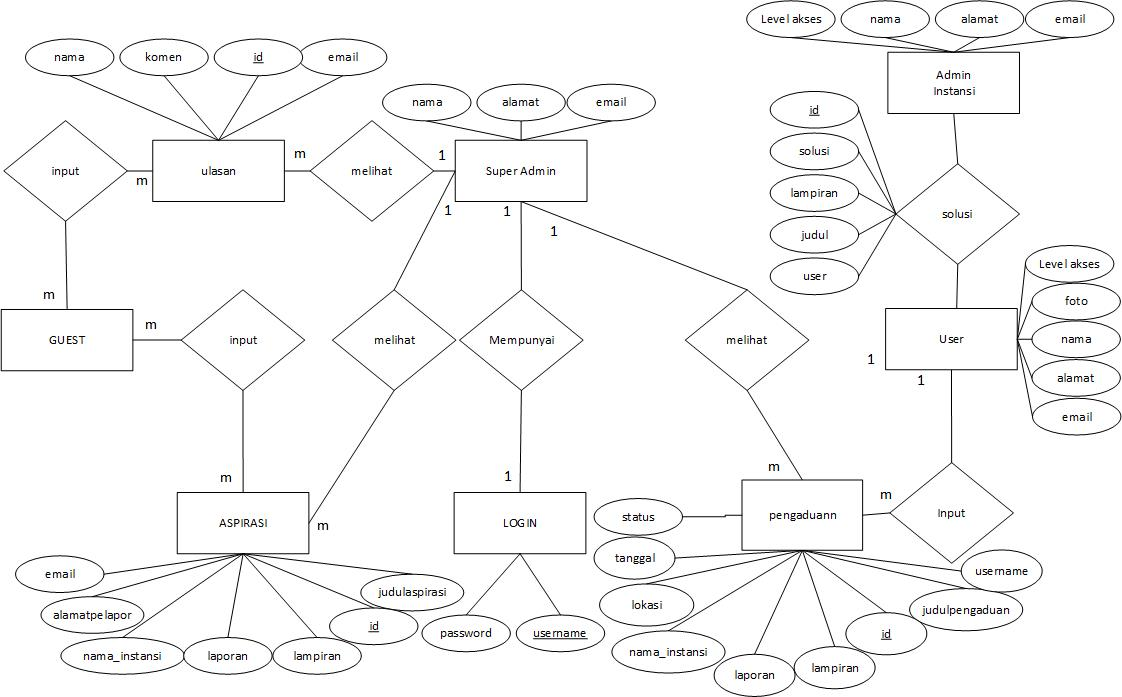 Level akses
nama
alamat
email
nama
komen
id
email
Admin
Instansi
nama
alamat
email
id
solusi
lampiran
judul
user
input
m
ulasan
m
melihat
1
Super Admin
1
1
1
solusi
Level akses
foto
nama
alamat
email
m
GUEST
m
input
melihat
Mempunyai
melihat
User
1
1
m
m
1
m
m
ASPIRASI
LOGIN
status
pengaduann
Input
tanggal
email
alamatpelapor
nama_instansi
laporan
lampiran
id
judulaspirasi
password
username
lokasi
nama_instansi
laporan
lampiran
id
judulpengaduan
username